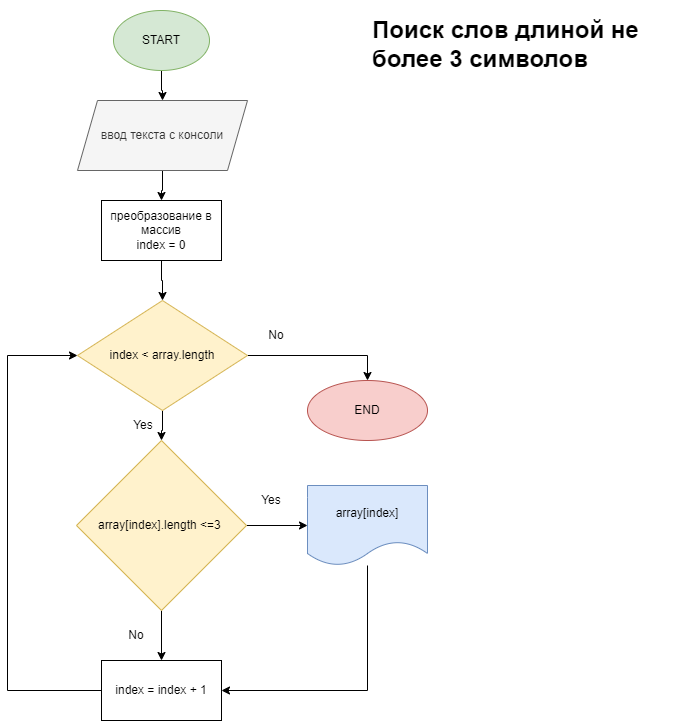 START
Поиск слов длиной не
более 3 символов
ввод текста с консоли
преобразование в
массив
index = 0
index < array.length
No
END
Yes
array[index].length <=3
Yes
array[index]
No
index = index + 1